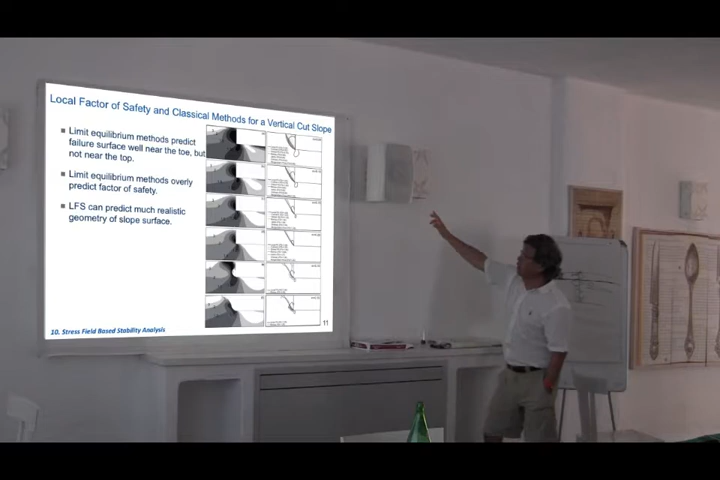 Local Factor of Safety and Classical Methods for a Vertical Cut Slope
Limit equilibrium methods predict
failure surface well near the toe, but
not near the top.
Limit equilibrium methods overly
predict factor of safety.
LFS can predict much realistic
geometry of slope surface.
10. Stress Field Based Stability Analysis
11